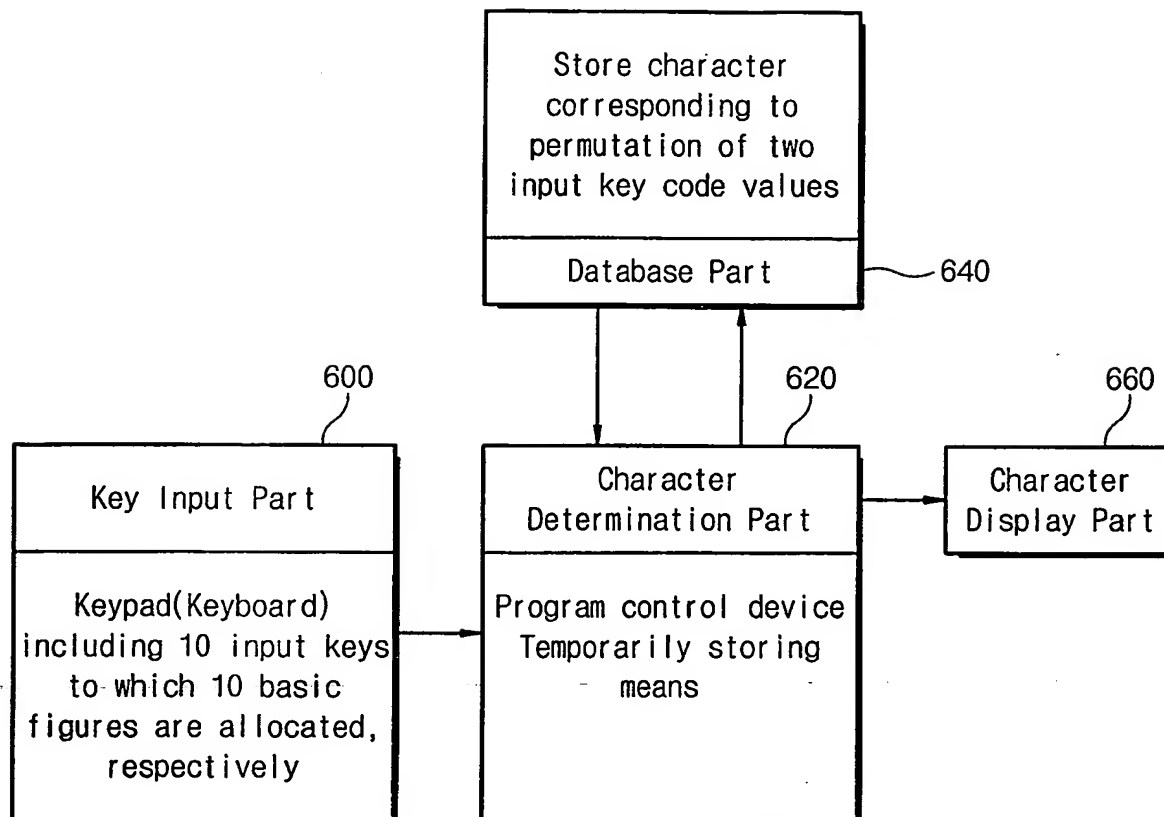 Store character
corresponding to
permutation of two
input key code values
Database Part
640
600
620
660
Key Input Part
Character
Determination Part
Character
Display Part
Keypad(Keyboard)
including 10 input keys
to which 10 basic
figures are allocated,
respectively
Program control device
Temporarily storing
means